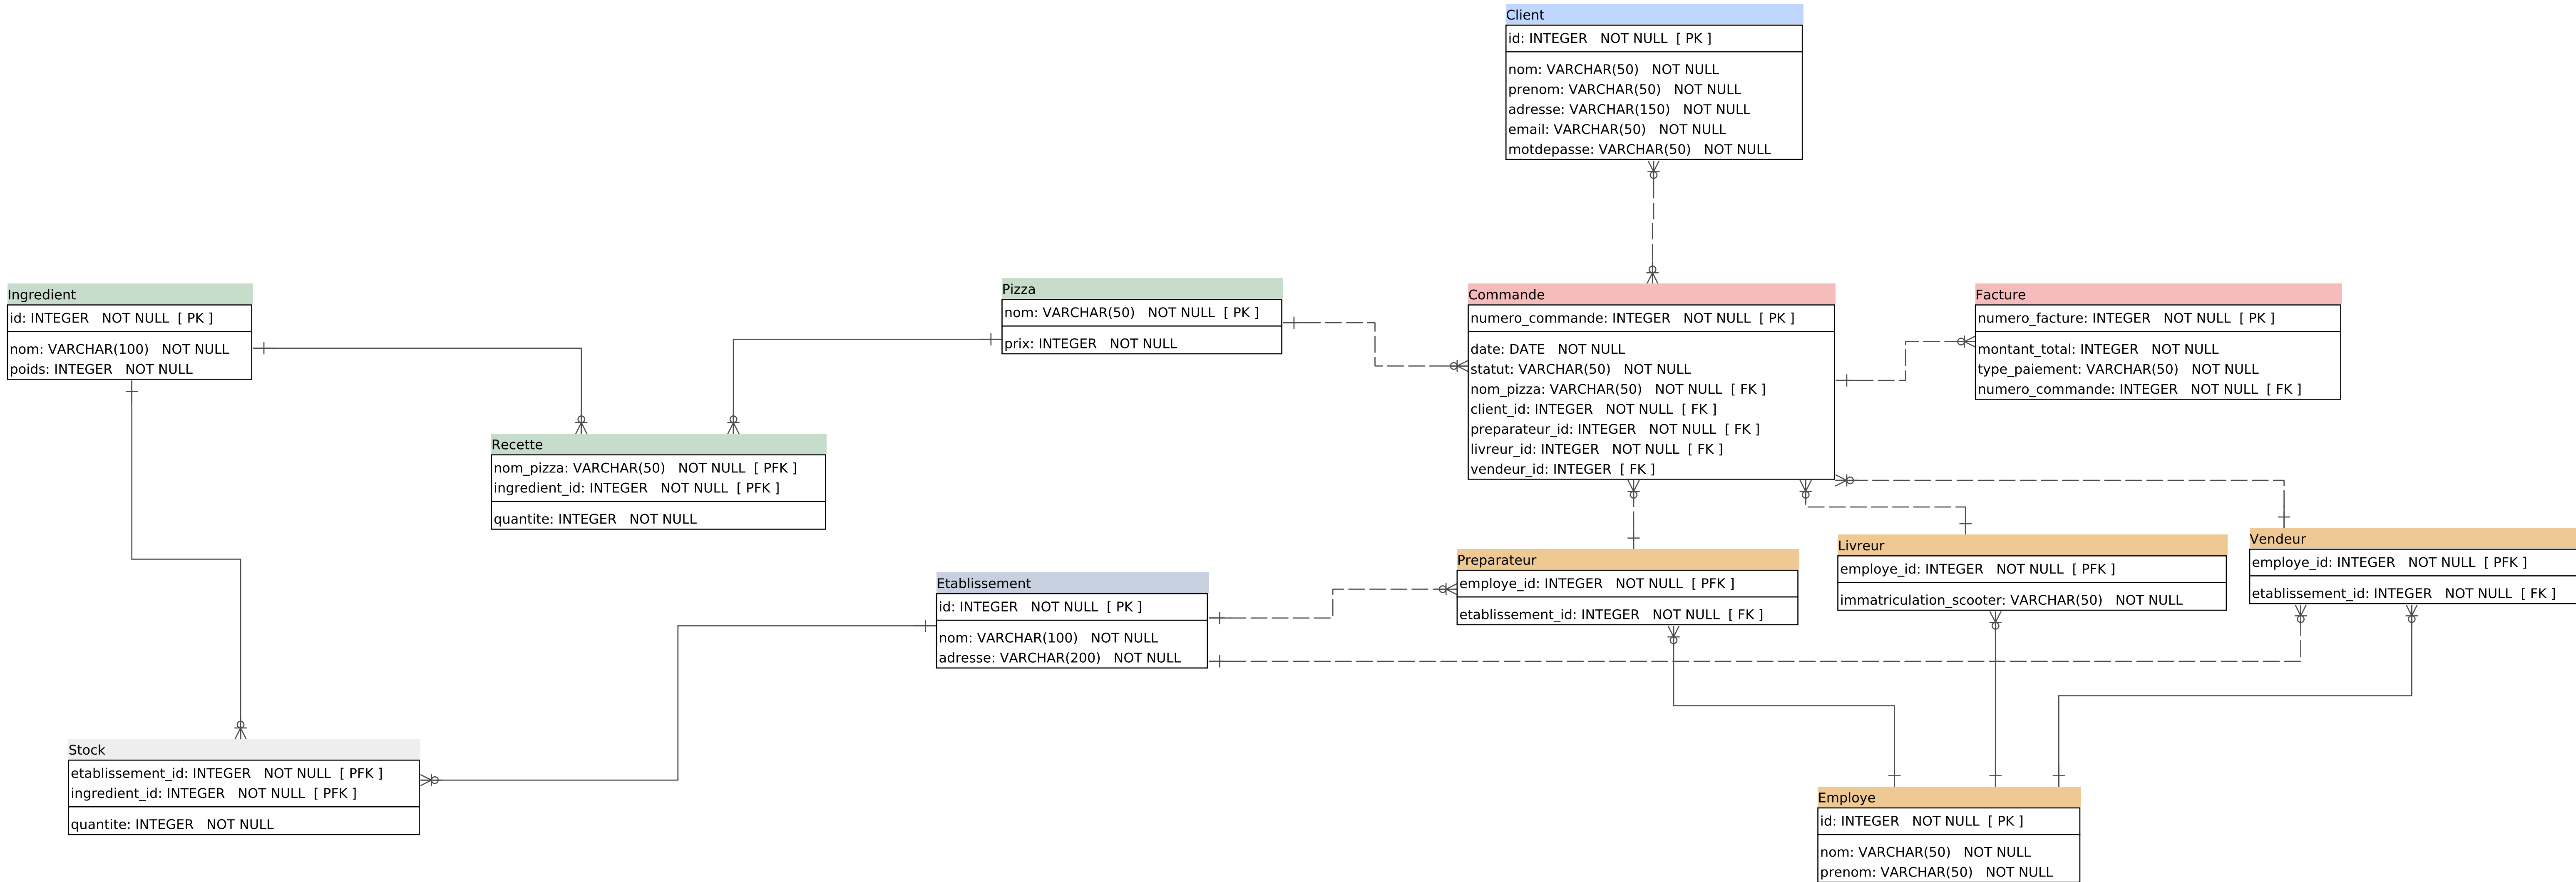 Client
id: INTEGER NOT NULL [ PK ]
nom: VARCHAR(50) NOT NULL
prenom: VARCHAR(50) NOT NULL
adresse: VARCHAR(150) NOT NULL
email: VARCHAR(50) NOT NULL
motdepasse: VARCHAR(50) NOT NULL
Ingredient
id: INTEGER NOT NULL [ PK ]
nom: VARCHAR(100) NOT NULL
poids: INTEGER NOT NULL
Pizza
nom: VARCHAR(50) NOT NULL [ PK ]
prix: INTEGER NOT NULL
Commande
numero_commande: INTEGER NOT NULL [ PK ]
date: DATE NOT NULL
statut: VARCHAR(50) NOT NULL
nom_pizza: VARCHAR(50) NOT NULL [ FK ]
client_id: INTEGER NOT NULL [ FK ]
preparateur_id: INTEGER NOT NULL [ FK ]
livreur_id: INTEGER NOT NULL [ FK ]
vendeur_id: INTEGER [ FK ]
Facture
numero_facture: INTEGER NOT NULL [ PK ]
montant_total: INTEGER NOT NULL
type_paiement: VARCHAR(50) NOT NULL
numero_commande: INTEGER NOT NULL [ FK ]
Recette
nom_pizza: VARCHAR(50) NOT NULL [ PFK ]
ingredient_id: INTEGER NOT NULL [ PFK ]
quantite: INTEGER NOT NULL
Etablissement
id: INTEGER NOT NULL [ PK ]
nom: VARCHAR(100) NOT NULL
adresse: VARCHAR(200) NOT NULL
Preparateur
employe_id: INTEGER NOT NULL [ PFK ]
etablissement_id: INTEGER NOT NULL [ FK ]
Livreur
employe_id: INTEGER NOT NULL [ PFK ]
immatriculation_scooter: VARCHAR(50) NOT NULL
Vendeur
employe_id: INTEGER NOT NULL [ PFK ]
etablissement_id: INTEGER NOT NULL [ FK ]
Stock
etablissement_id: INTEGER NOT NULL [ PFK ]
ingredient_id: INTEGER NOT NULL [ PFK ]
quantite: INTEGER NOT NULL
Employe
id: INTEGER NOT NULL [ PK ]
nom: VARCHAR(50) NOT NULL
prenom: VARCHAR(50) NOT NULL